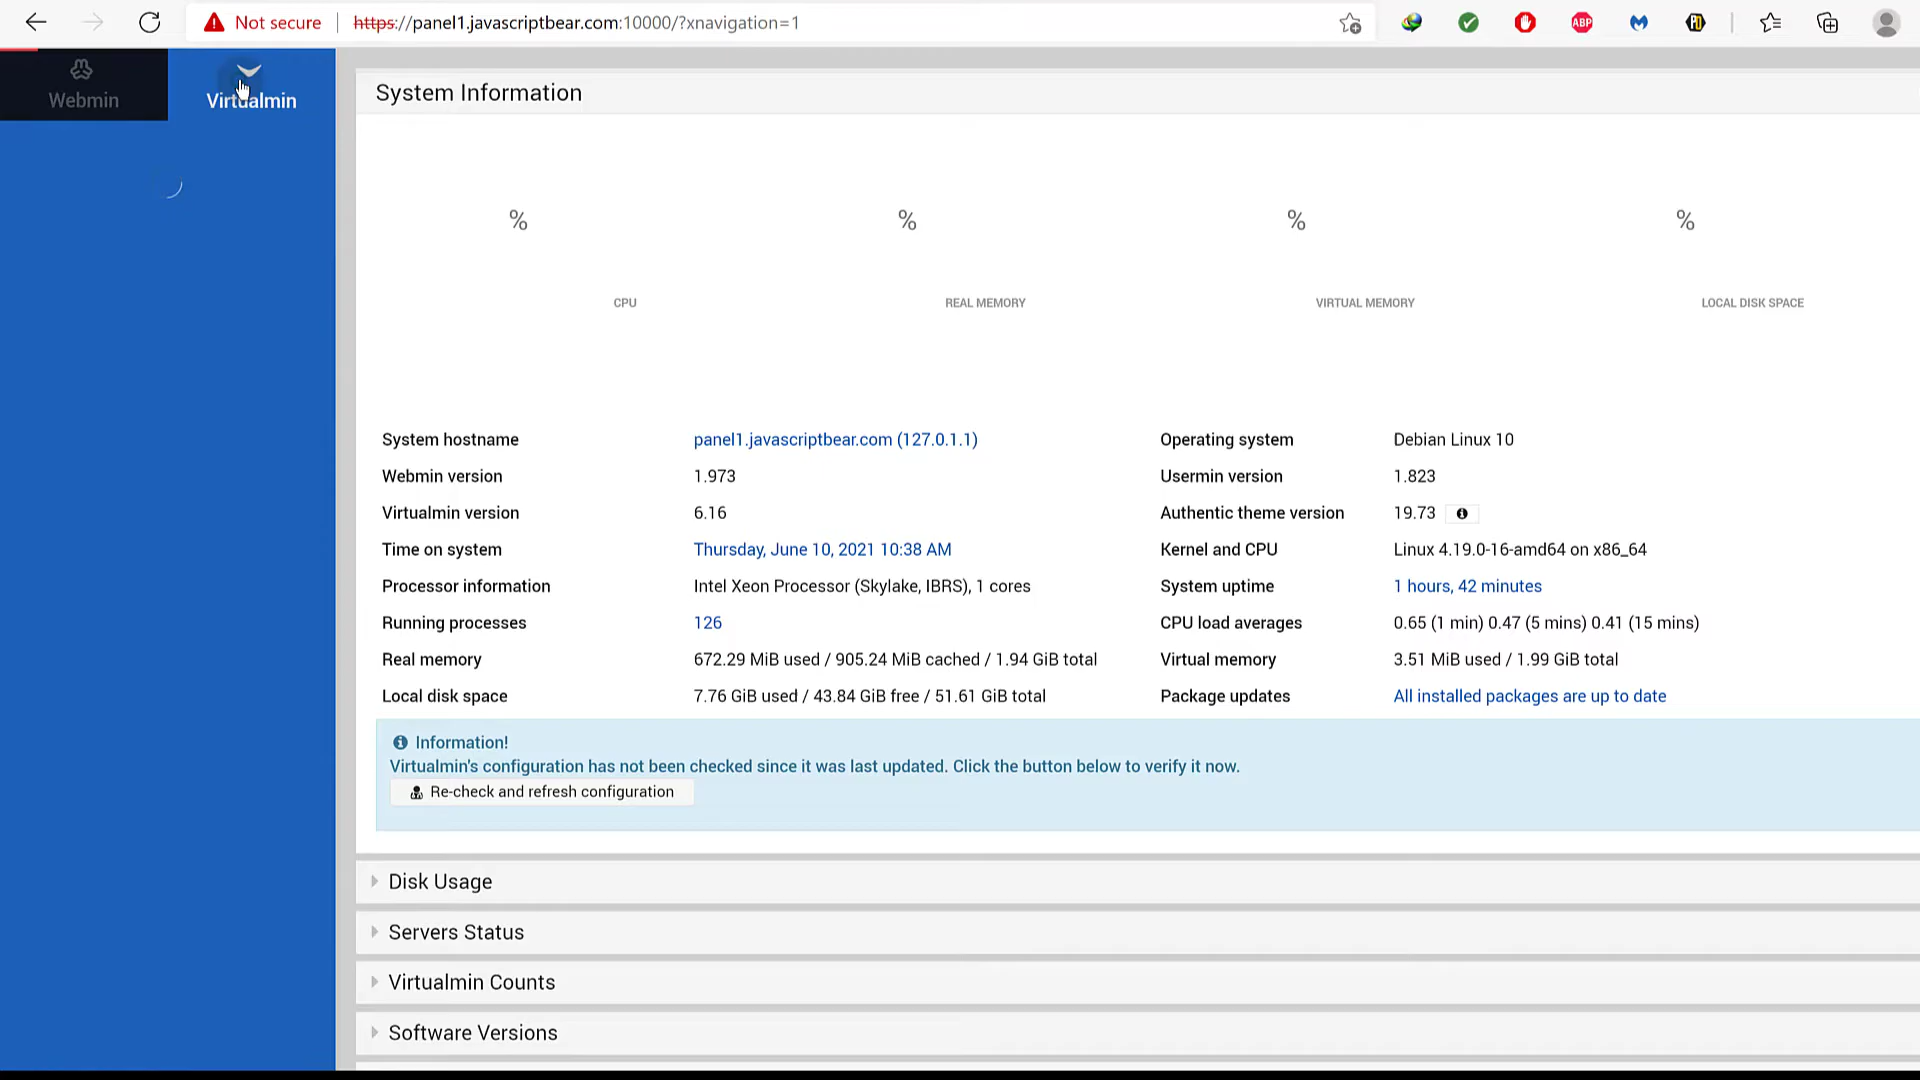 Not secure https://panel1.javascriptbear.com:10000/?xnavigation=1 ABP
Webmin
Virtualmin
System Information
% % % %
CPU REAL MEMORY VIRTUAL MEMORY LOCAL DISK SPACE
System hostname panel1.javascriptbear.com (127.0.1.1) Operating system Debian Linux 10
Webmin version 1.973 Usermin version 1.823
Virtualmin version 6.16 Authentic theme version 19.73
Time on system Thursday, June 10, 2021 10:38 AM Kernel and CPU Linux 4.19.0-16-amd64 on x86_64
Processor information Intel Xeon Processor (Skylake, IBRS), 1 cores System uptime 1 hours, 42 minutes
Running processes 126 CPU load averages 0.65 (1 min) 0.47 (5 mins) 0.41 (15 mins)
Real memory 672.29 MiB used / 905.24 MiB cached / 1.94 GiB total Virtual memory 3.51 MiB used / 1.99 GiB total
Local disk space 7.76 GiB used / 43.84 GiB free / 51.61 GiB total Package updates All installed packages are up to date
Information!
Virtualmin's configuration has not been checked since it was last updated. Click the button below to verify it now.
Re-check and refresh configuration
Disk Usage
Servers Status
Virtualmin Counts
Software Versions